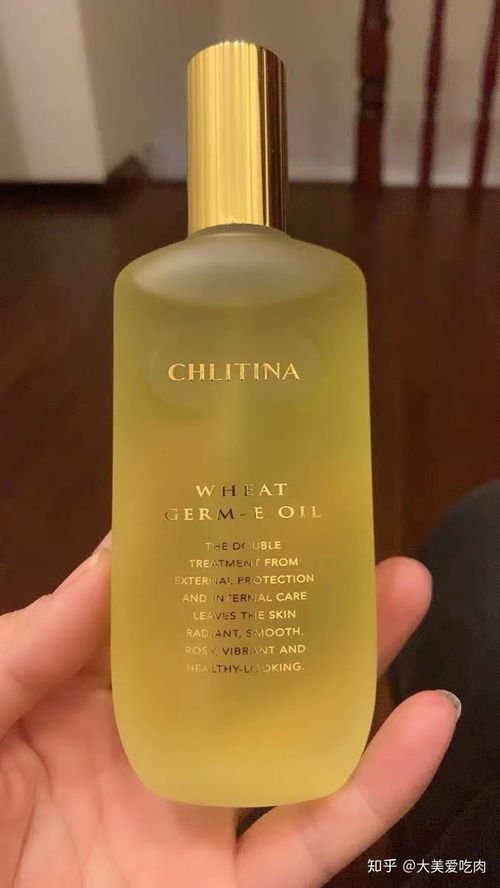 CHLITINA
WHEAT
GERM-E OIL
THE DOUBLE
TREATMENT FROM
EXTERNAL PROTECTION
AND INTERNAL CARE
LEAVES THE SKIN
RADIANT, SMOOTH,
ROSY, VIBRANT AND
HEALTHY-LOOKING.
知乎 @大美爱吃肉